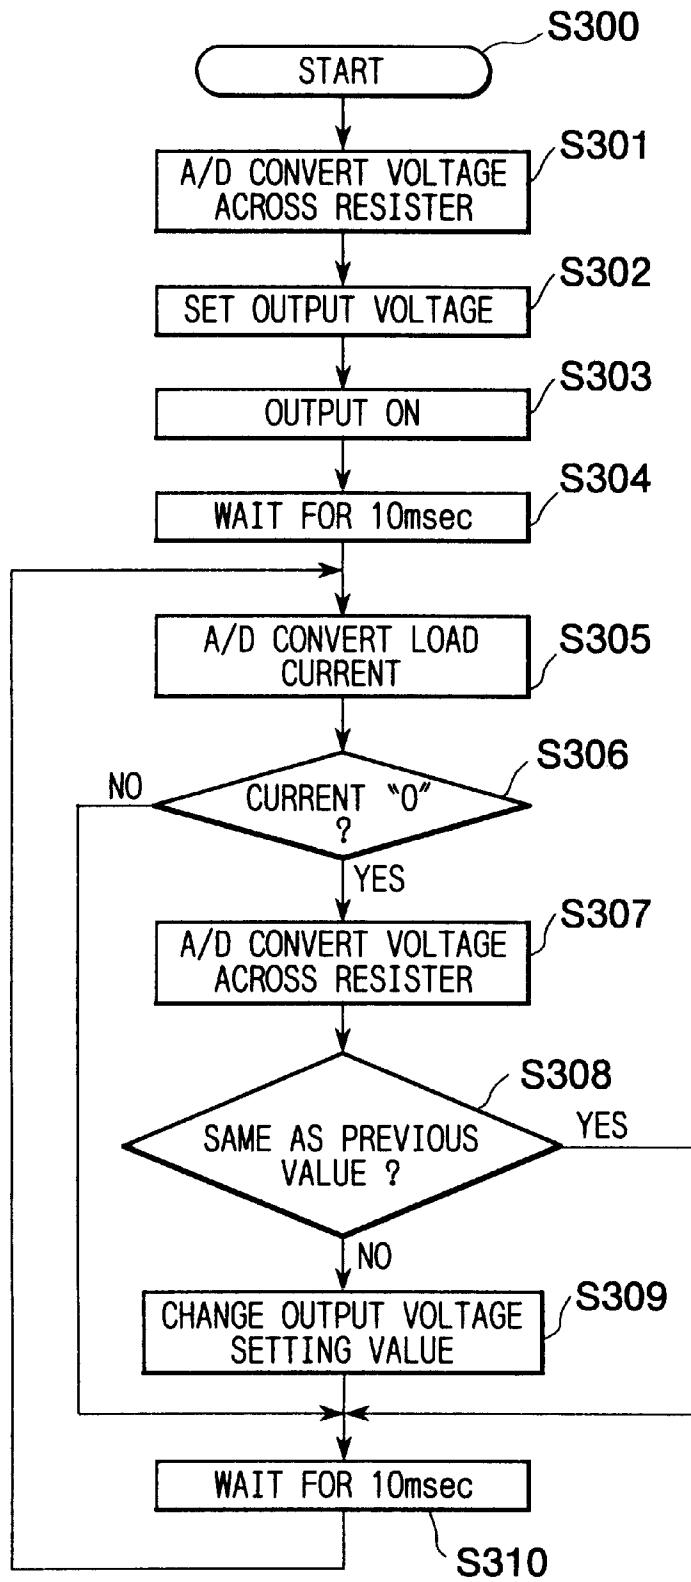 S300
START
S301
A/D CONVERT VOLTAGE
ACROSS RESISTER
S302
SET OUTPUT VOLTAGE
S303
OUTPUT ON
S304
WAIT FOR 10msec
S305
A/D CONVERT LOAD
CURRENT
S306
NO
CURRENT "0"
?
YES
S307
A/D CONVERT VOLTAGE
ACROSS RESISTER
S308
YES
SAME AS PREVIOUS
VALUE ?
NO
S309
CHANGE OUTPUT VOLTAGE
SETTING VALUE
WAIT FOR 10msec
S310